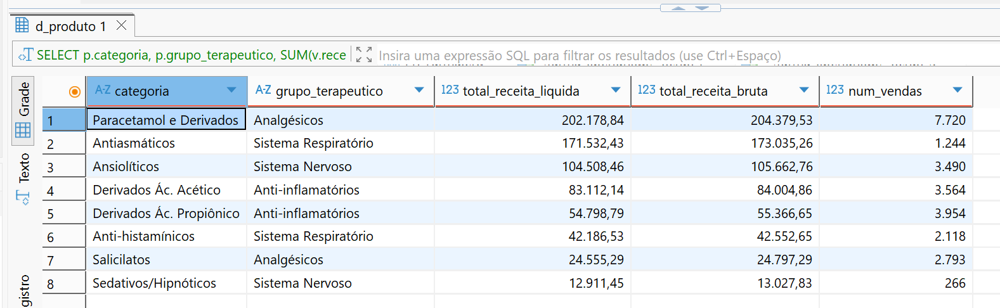 d_produto 1
SELECT p.categoria, p.grupo_terapeutico, SUM(v.rece
Insira uma expressão SQL para filtrar os resultados (use Ctrl+Espaço)
Grade
Texto
gistro
A-Z categoria A-Z grupo_terapeutico 123 total_receita_liquida 123 total_receita_bruta 123 num_vendas
1 Paracetamol e Derivados Analgésicos 202.178,84 204.379,53 7.720
2 Antiasmáticos Sistema Respiratório 171.532,43 173.035,26 1.244
3 Ansiolíticos Sistema Nervoso 104.508,46 105.662,76 3.490
4 Derivados Ác. Acético Anti-inflamatórios 83.112,14 84.004,86 3.564
5 Derivados Ác. Propiônico Anti-inflamatórios 54.798,79 55.366,65 3.954
6 Anti-histamínicos Sistema Respiratório 42.186,53 42.552,65 2.118
7 Salicilatos Analgésicos 24.555,29 24.797,29 2.793
8 Sedativos/Hipnóticos Sistema Nervoso 12.911,45 13.027,83 266